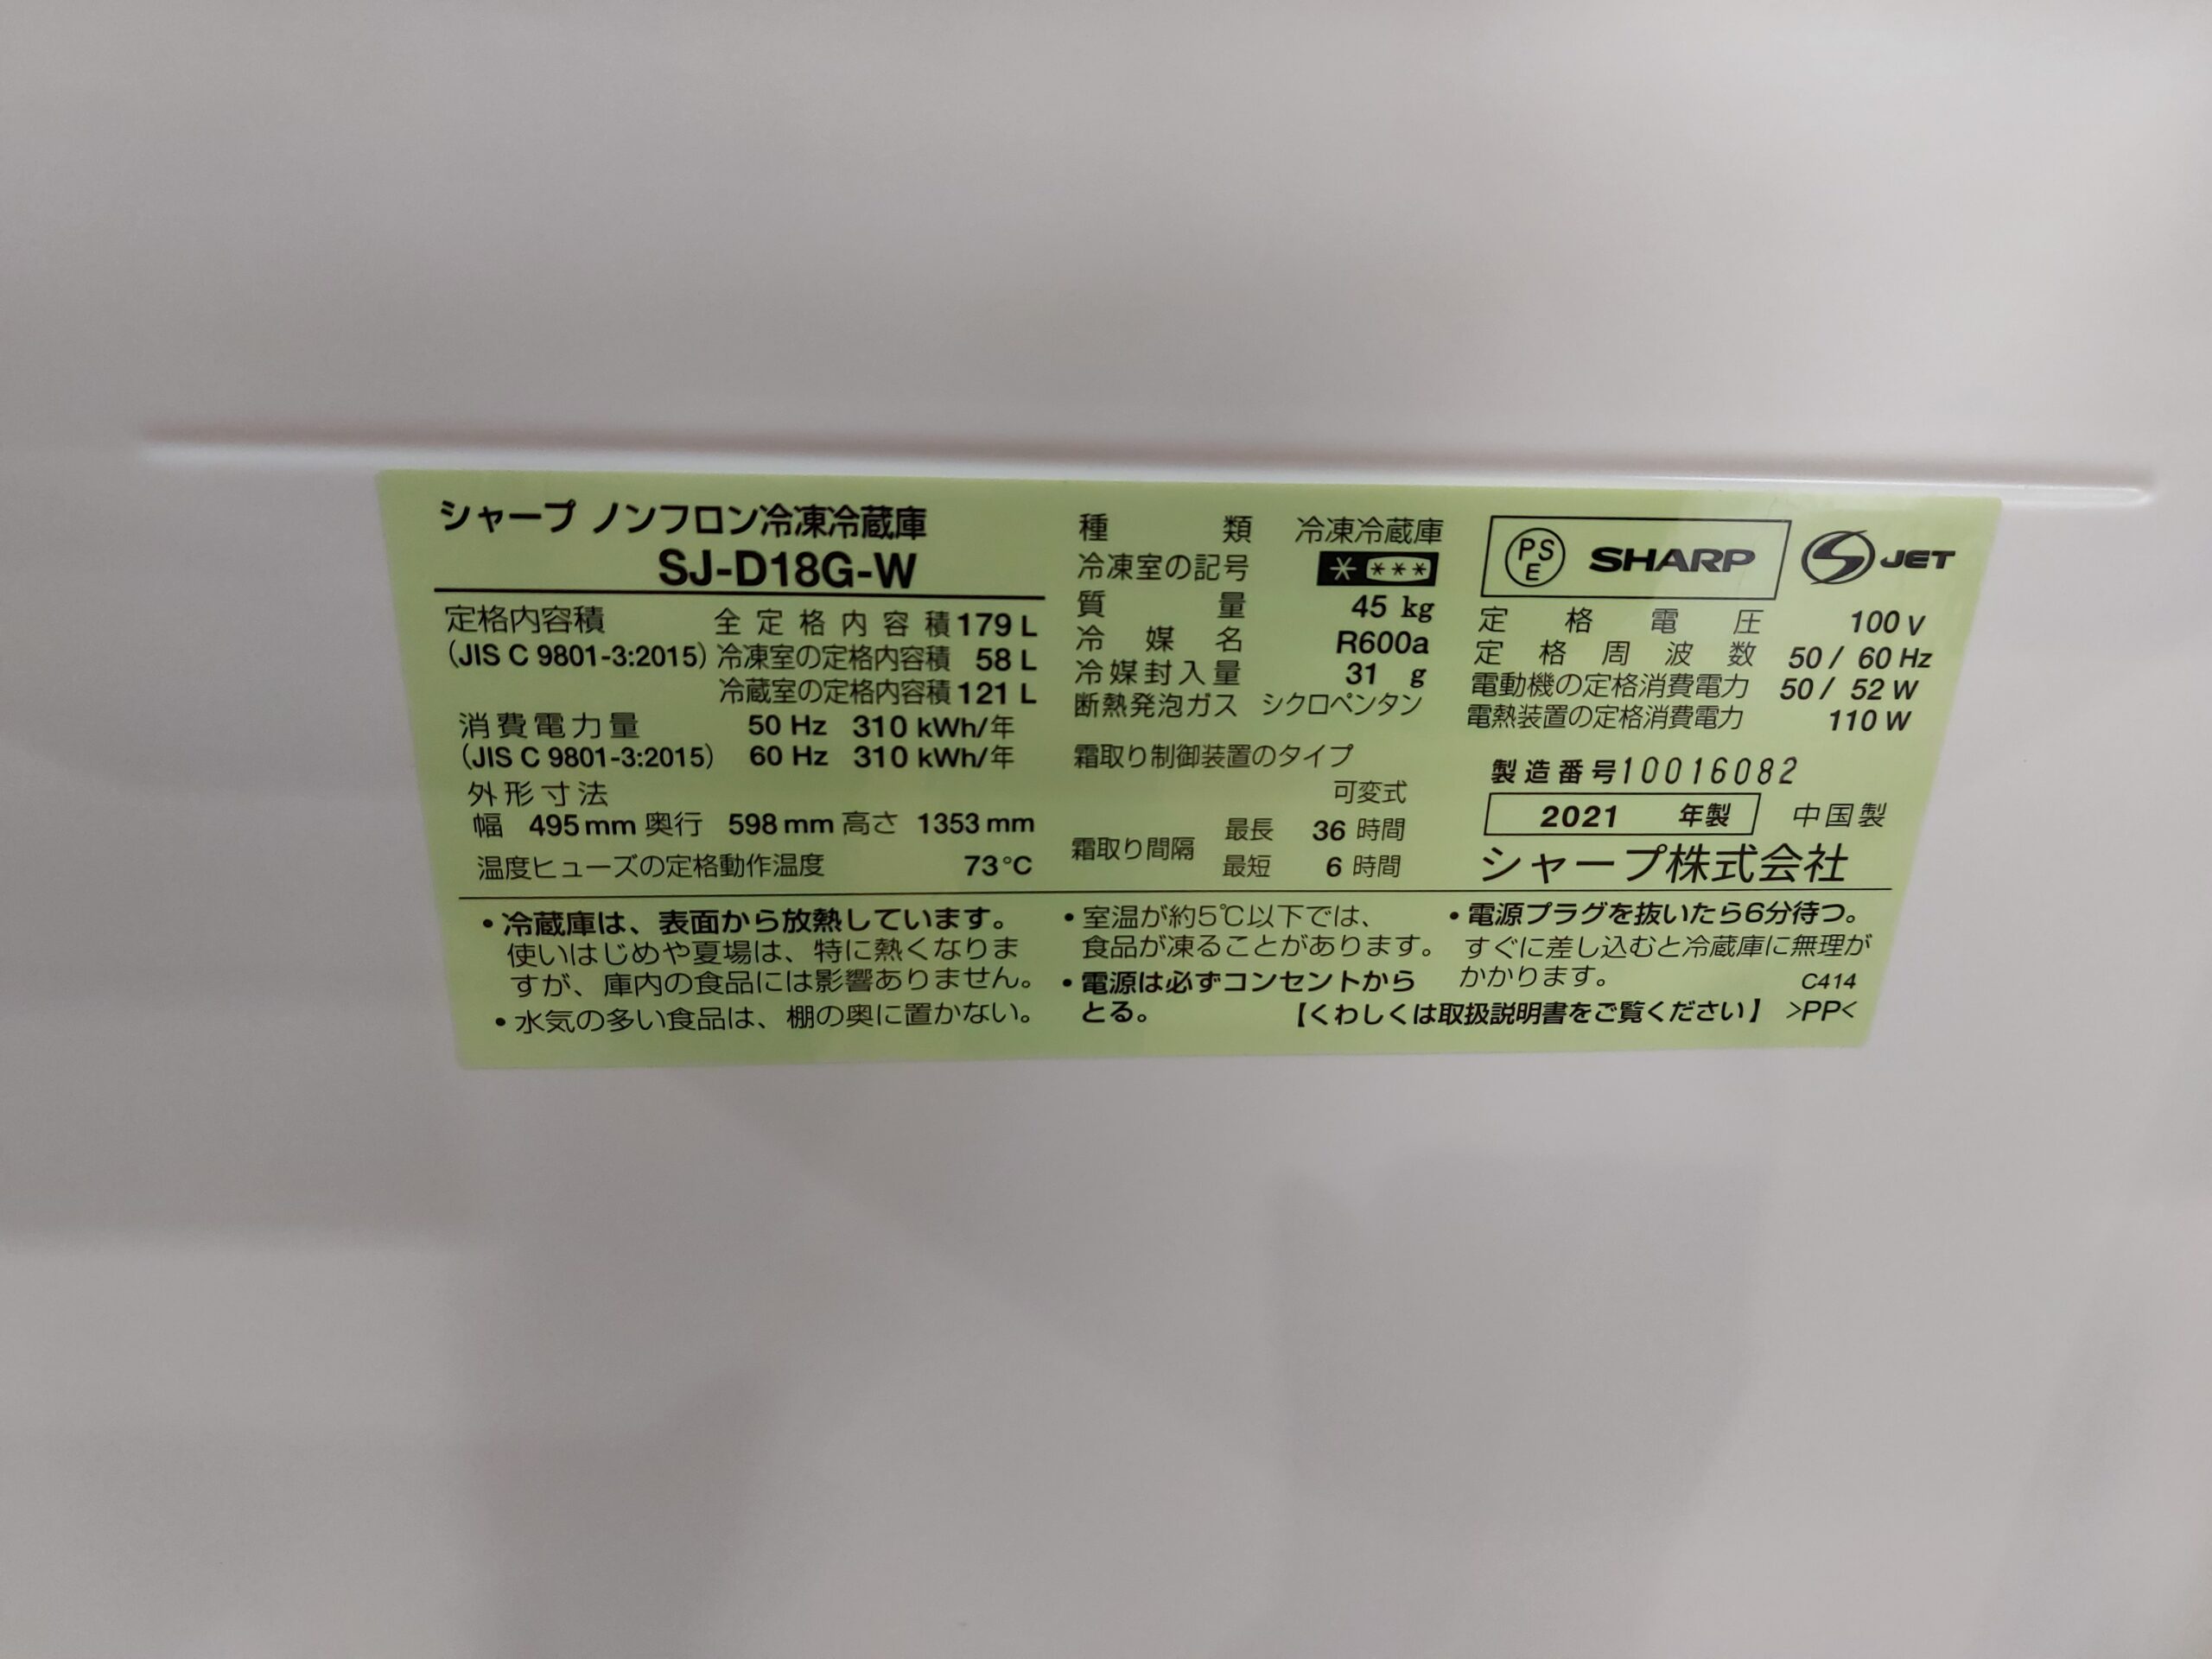 シャープ ノンフロン冷凍冷蔵庫
SJ-D18G-W
定格内容積 全定格内容積 179 L
(JIS C 9801-3:2015) 冷凍室の定格内容積 58 L
冷蔵室の定格内容積 121 L
消費電力量 50 Hz 310 kWh/年
(JIS C 9801-3:2015) 60 Hz 310 kWh/年
外形寸法
幅 495 mm 奥行 598 mm 高さ 1353 mm
温度ヒューズの定格動作温度 73℃
種類 冷凍冷蔵庫
冷凍室の記号 * ***
質量 45 kg
冷媒名 R600a
冷媒封入量 31 g
断熱発泡ガス シクロペンタン
霜取り制御装置のタイプ
可変式
霜取り間隔 最長 36 時間
最短 6 時間
PS E SHARP JET
定格電圧 100 V
定格周波数 50 / 60 Hz
電動機の定格消費電力 50 / 52 W
電熱装置の定格消費電力 110 W
製造番号 10016082
2021 年製 中国製
シャープ株式会社
・冷蔵庫は、表面から放熱しています。
使いはじめや夏場は、特に熱くなりま
すが、庫内の食品には影響ありません。
・水気の多い食品は、棚の奥に置かない。
・室温が約5℃以下では、
食品が凍ることがあります。
・電源は必ずコンセントから
とる。
・電源プラグを抜いたら6分待つ。
すぐに差し込むと冷蔵庫に無理が
かかります。 C414
【くわしくは取扱説明書をご覧ください】 >PP<